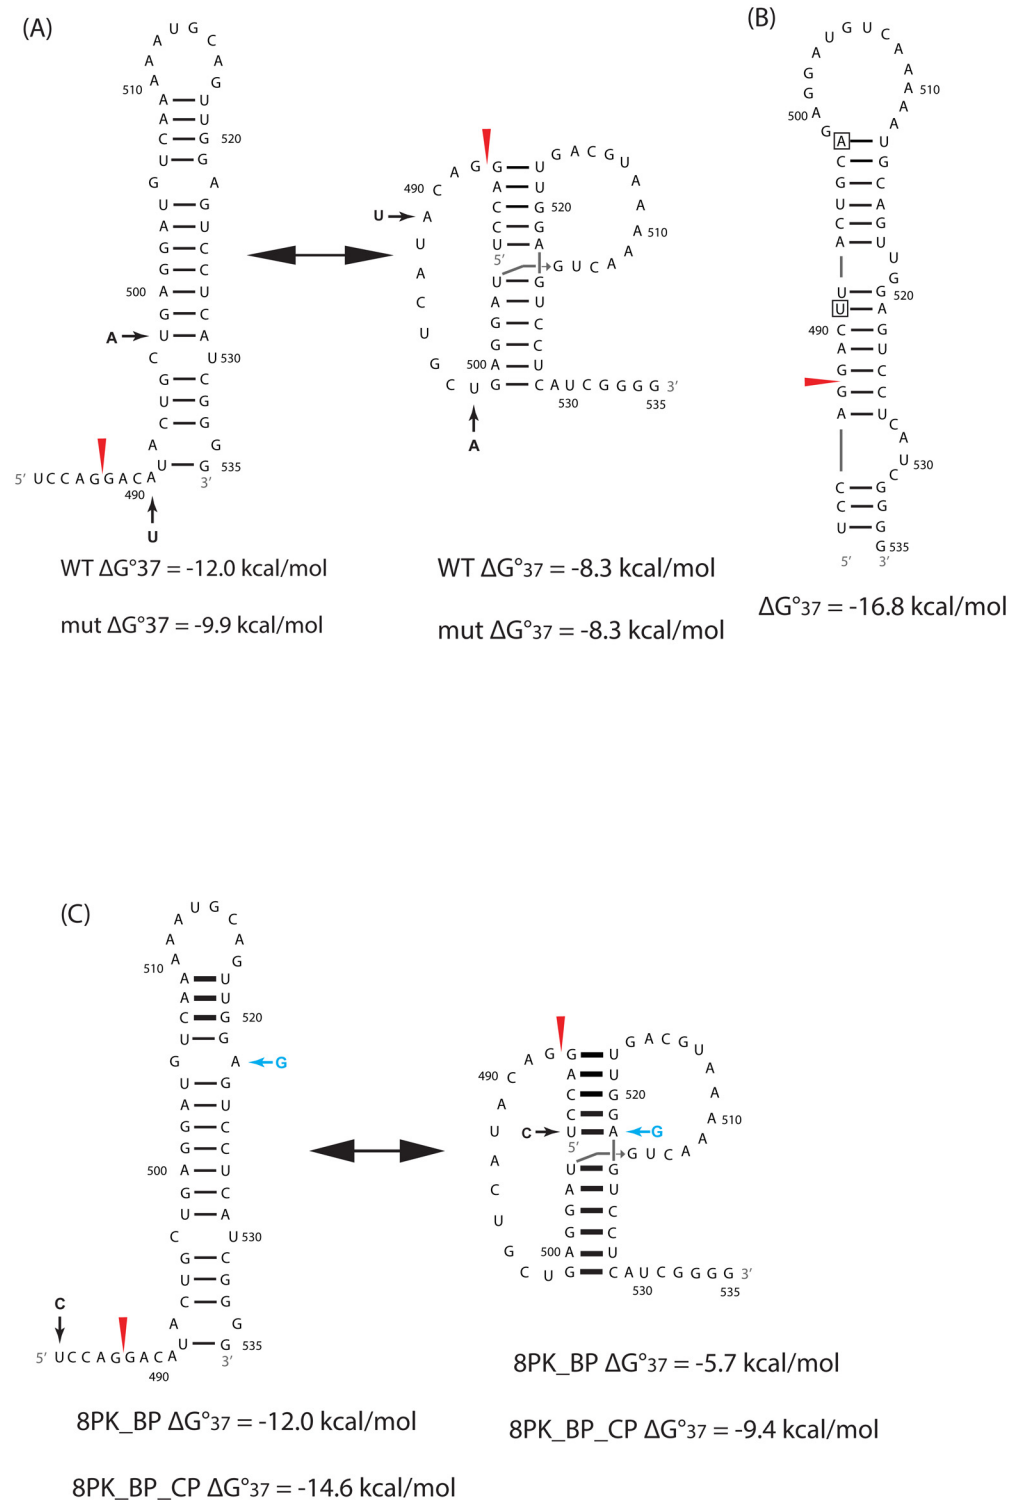 (A)
A A A A U G C A G
510
A U
A U
C G 520
U G
G A
U G
A U
G C
G C
500 A U
G C
A U A
C U 530
G C
U G
C G
A G
U G 535
5′ UCCAGGACA 3′
490
U
WT ΔG°37 = -12.0 kcal/mol
mut ΔG°37 = -9.9 kcal/mol
U G A C G U A A A A C U G
510
C A G G U
490
A U
U A C G 520
U C G
A U A
5′
C U G
A U
U G C
G G C
500 A U
C U G C A U C G G G G 3′
530 535
A
WT ΔG°37 = -8.3 kcal/mol
mut ΔG°37 = -8.3 kcal/mol
(B)
G A G G A U G U C A A A A
500 510
A U
C G
G C
U A
C G
A U
U
G
U G 520
U A
490 C G
A U
G C
G C
A U
C
A
U 530
C
C G
C G
U G
G 535
5′ 3′
ΔG°37 = -16.8 kcal/mol
(C)
A A A U G C A G
510
A U
A U
C G 520
U G
G A G
U G
A U
G C
G C
500 A U
G C
U A
C U 530
G C
U G
C G
A G
C U G 535
5′ UCCAGGACA 3′
490
8PK_BP ΔG°37 = -12.0 kcal/mol
8PK_BP_CP ΔG°37 = -14.6 kcal/mol
U G A C G U A A A A C U G
510
C A G G U
490 A U
A C G 520
C G
U C U A G
5′
A U G
A U
C G C
U G C
G 500 A U
C U G C A U C G G G G 3′
530 535
8PK_BP ΔG°37 = -5.7 kcal/mol
8PK_BP_CP ΔG°37 = -9.4 kcal/mol